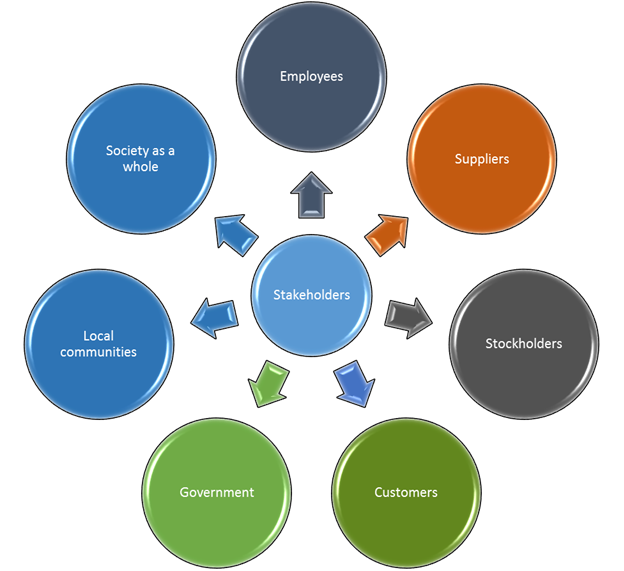 Employees
Suppliers
Society as a
whole
Stakeholders
Stockholders
Local
communities
Government
Customers